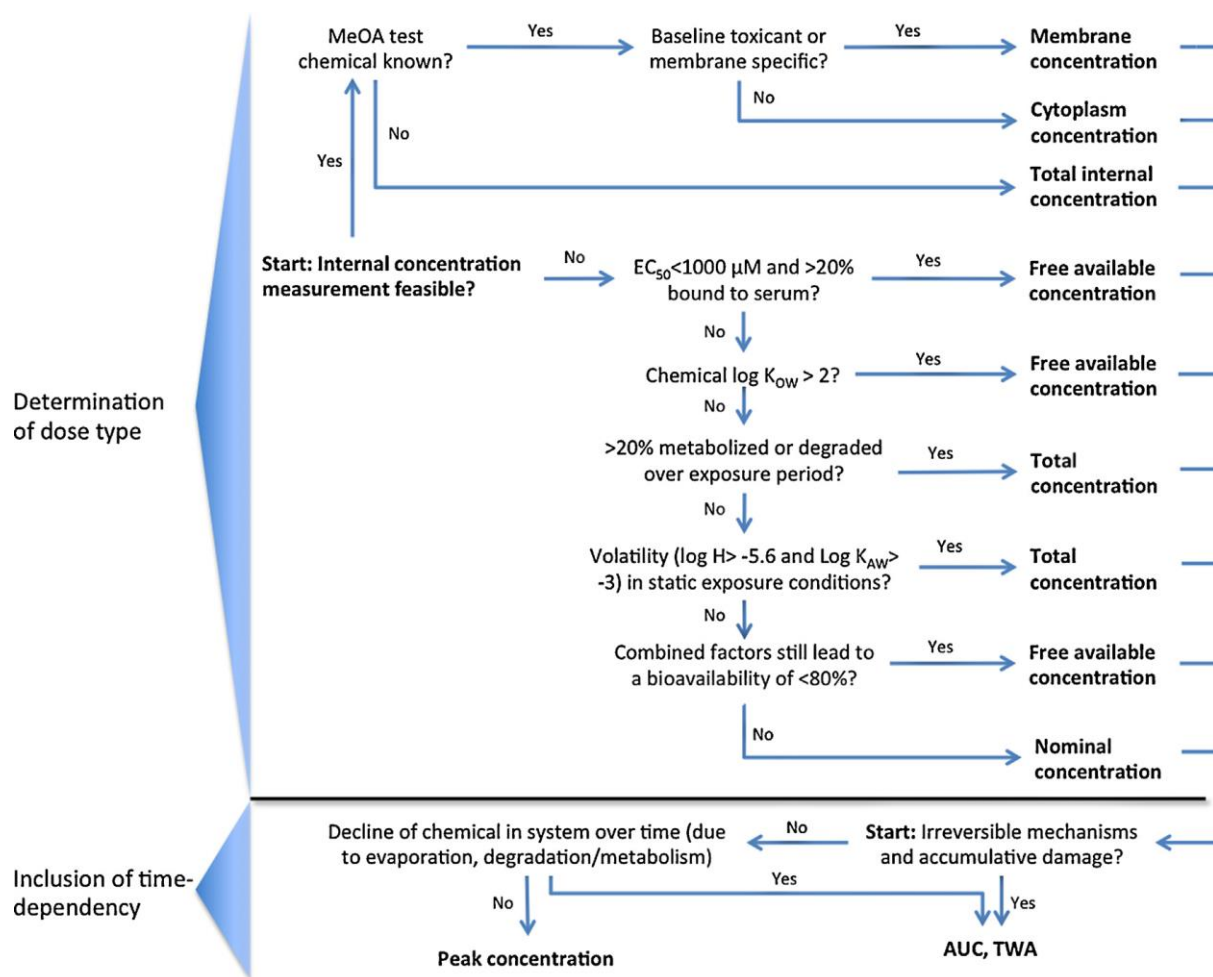 MeOA test
chemical known?
Yes
Baseline toxicant or
membrane specific?
Yes
Membrane
concentration
No
Cytoplasm
concentration
No
Yes
Total internal
concentration
Start: Internal concentration
measurement feasible?
No
EC50<1000 µM and >20%
bound to serum?
Yes
Free available
concentration
No
Chemical log KOW > 2?
Yes
Free available
concentration
No
Determination
of dose type
>20% metabolized or degraded
over exposure period?
Yes
Total
concentration
No
Volatility (log H> -5.6 and Log KAW>
-3) in static exposure conditions?
Yes
Total
concentration
No
Combined factors still lead to
a bioavailability of <80%?
Yes
Free available
concentration
No
Nominal
concentration
Inclusion of time-
dependency
Decline of chemical in system over time (due
to evaporation, degradation/metabolism)
No
Start: Irreversible mechanisms
and accumulative damage?
Yes
No
Yes
Peak concentration
AUC, TWA